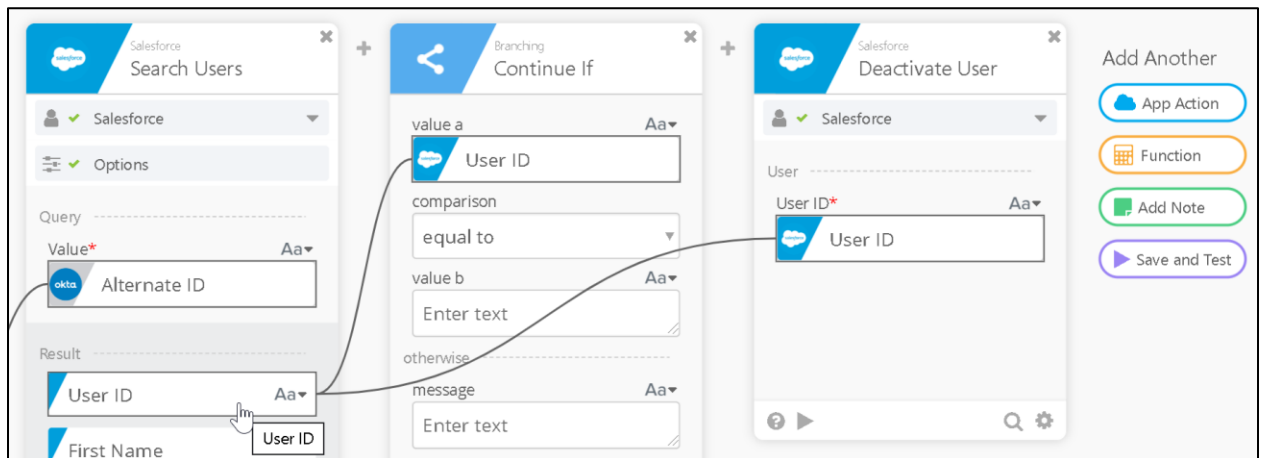 Salesforce
Search Users
Salesforce
Options
Query
Value*
Aa
okta
Alternate ID
Result
User ID
Aa
User ID
First Name
Branching
Continue If
value a
Aa
User ID
comparison
equal to
value b
Aa
Enter text
otherwise
message
Aa
Enter text
Salesforce
Deactivate User
Salesforce
User
User ID*
Aa
User ID
Add Another
App Action
Function
Add Note
Save and Test